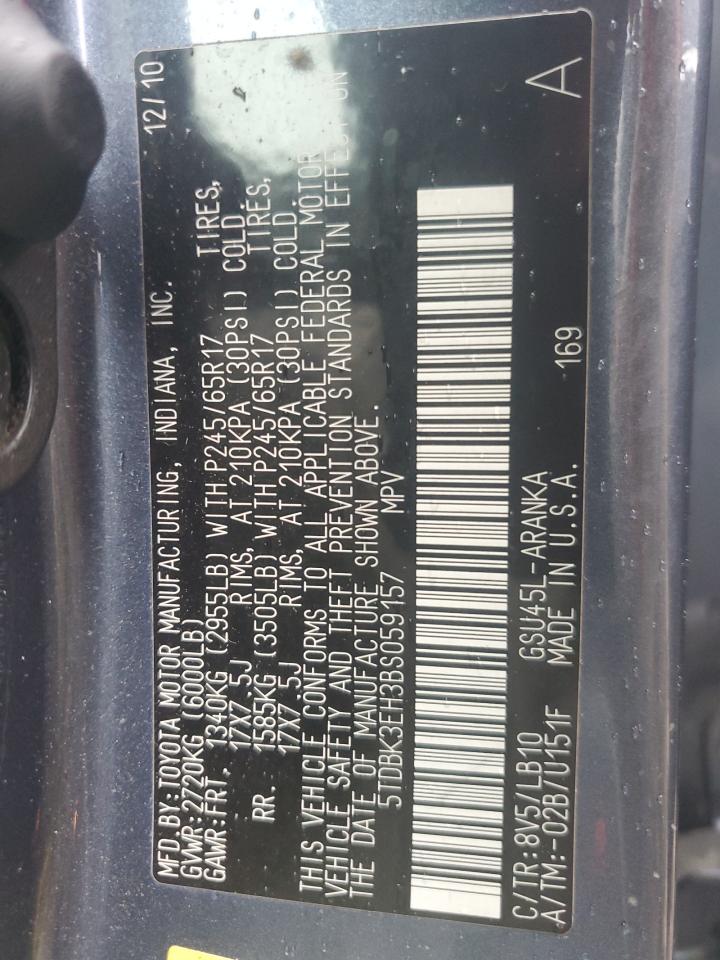 MFD.BY:TOYOTA MOTOR MANUFACTURING, INDIANA, INC. 12/10
GVWR:2720KG (6000LB)
GAWR:FRT. 1340KG (2955LB) WITH P245/65R17 TIRES,
17X7.5J RIMS, AT 210KPA (30PSI) COLD.
RR. 1585KG (3505LB) WITH P245/65R17 TIRES,
17X7.5J RIMS, AT 210KPA (30PSI) COLD.
THIS VEHICLE CONFORMS TO ALL APPLICABLE FEDERAL MOTOR
VEHICLE SAFETY AND THEFT PREVENTION STANDARDS IN EFFECT ON
THE DATE OF MANUFACTURE SHOWN ABOVE.
5TDBK3EH3BS059157 MPV
C/TR:8V5/LB10 GSU45L-ARANKA 169 A
A/TM:-02B/U151F MADE IN U.S.A.